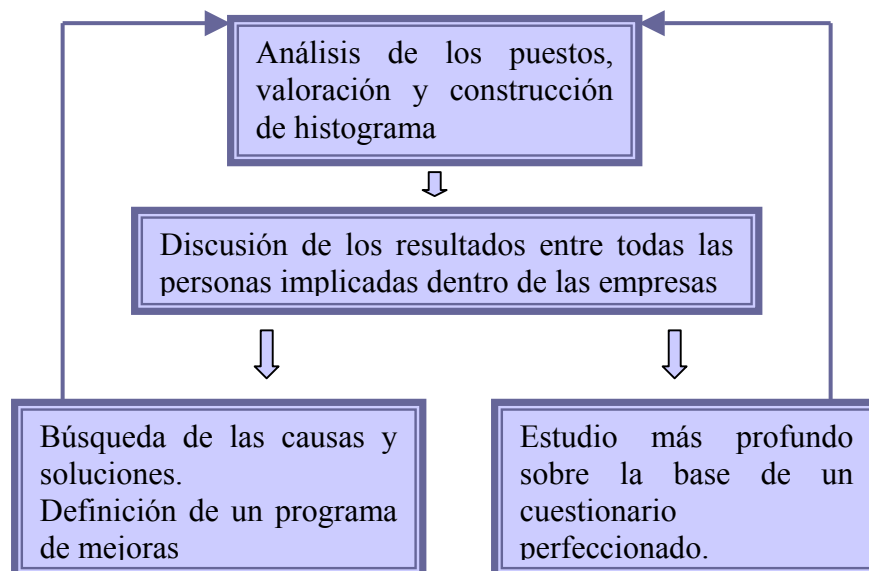 Análisis de los puestos,
valoración y construcción
de histograma
Discusión de los resultados entre todas las
personas implicadas dentro de las empresas
Búsqueda de las causas y
soluciones.
Definición de un programa
de mejoras
Estudio más profundo
sobre la base de un
cuestionario
perfeccionado.